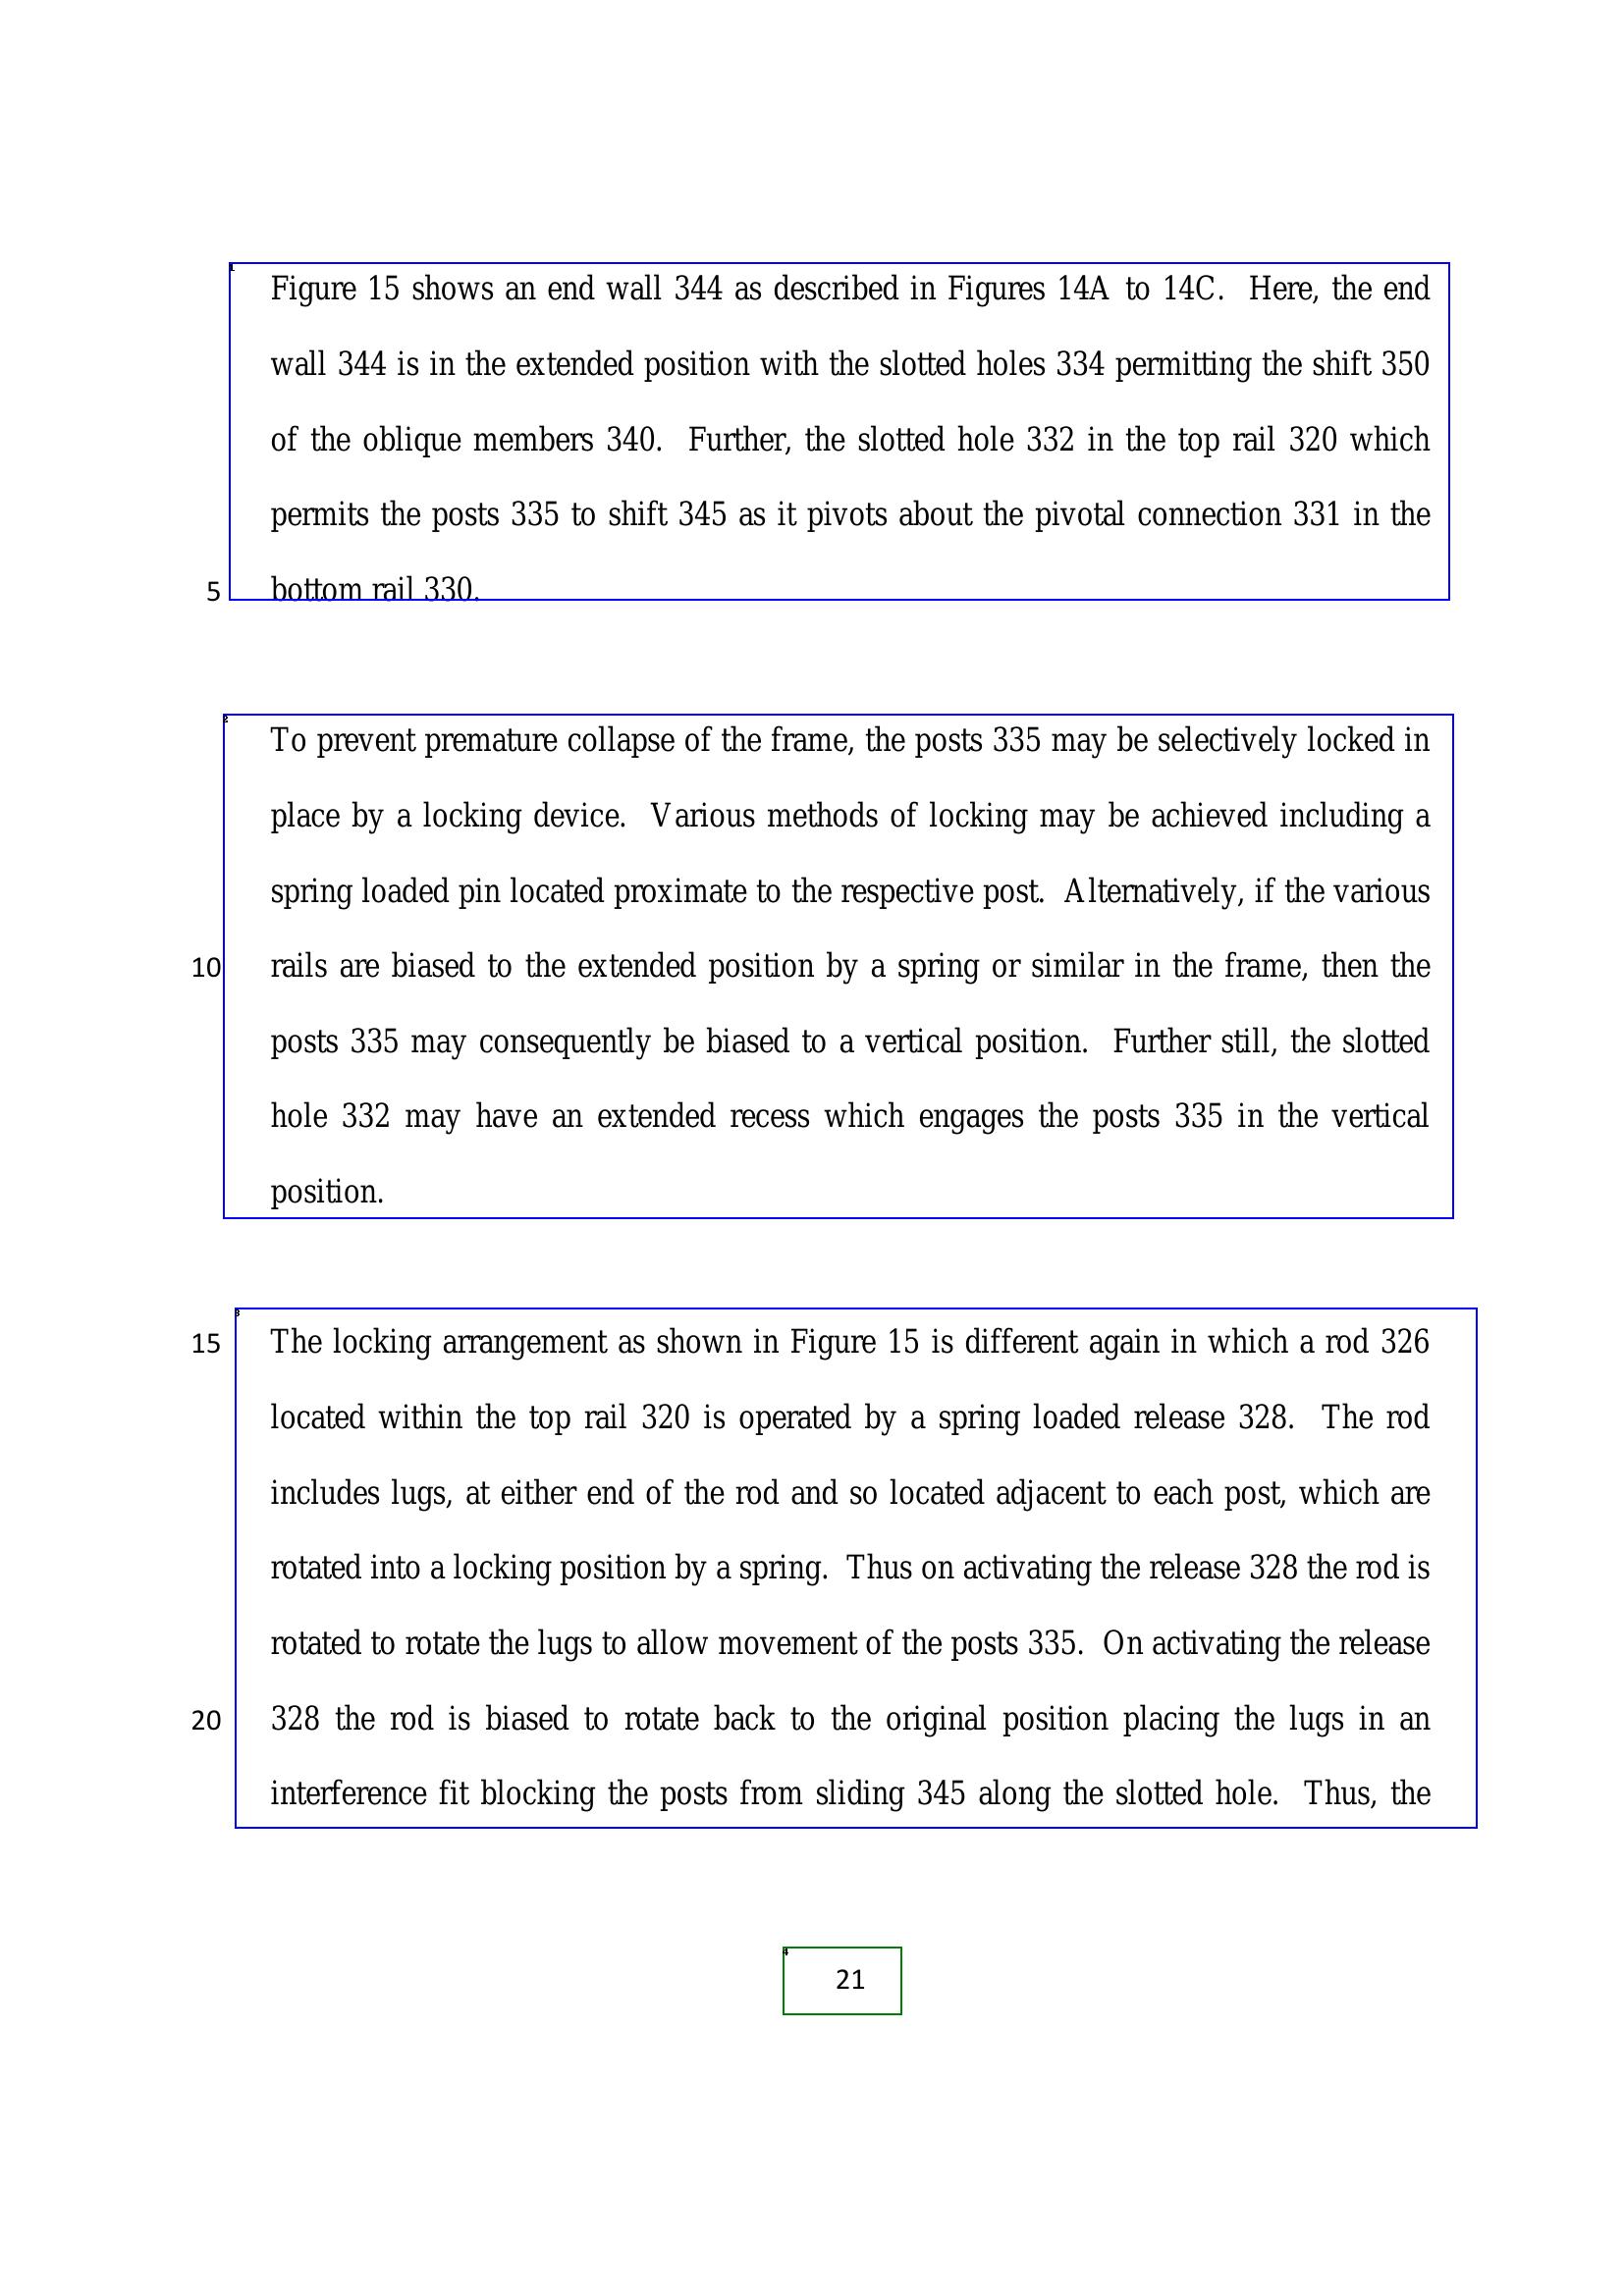 Figure 15 shows an end wall 344 as described in Figures 14A to 14C.  Here, the end
wall 344 is in the extended position with the slotted holes 334 permitting the shift 350
of the oblique members 340.  Further, the slotted hole 332 in the top rail 320 which
permits the posts 335 to shift 345 as it pivots about the pivotal connection 331 in the
5 bottom rail 330.
To prevent premature collapse of the frame, the posts 335 may be selectively locked in
place by a locking device.  Various methods of locking may be achieved including a
spring loaded pin located proximate to the respective post.  Alternatively, if the various
10 rails are biased to the extended position by a spring or similar in the frame, then the
posts 335 may consequently be biased to a vertical position.  Further still, the slotted
hole 332 may have an extended recess which engages the posts 335 in the vertical
position.
15 The locking arrangement as shown in Figure 15 is different again in which a rod 326
located within the top rail 320 is operated by a spring loaded release 328.  The rod
includes lugs, at either end of the rod and so located adjacent to each post, which are
rotated into a locking position by a spring.  Thus on activating the release 328 the rod is
rotated to rotate the lugs to allow movement of the posts 335.  On activating the release
20 328 the rod is biased to rotate back to the original position placing the lugs in an
interference fit blocking the posts from sliding 345 along the slotted hole.  Thus, the
21